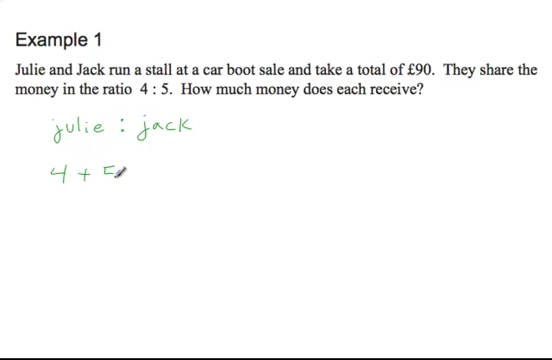 Example 1
Julie and Jack run a stall at a car boot sale and take a total of £90. They share the
money in the ratio 4 : 5. How much money does each receive?
julie : jack
4 + 5